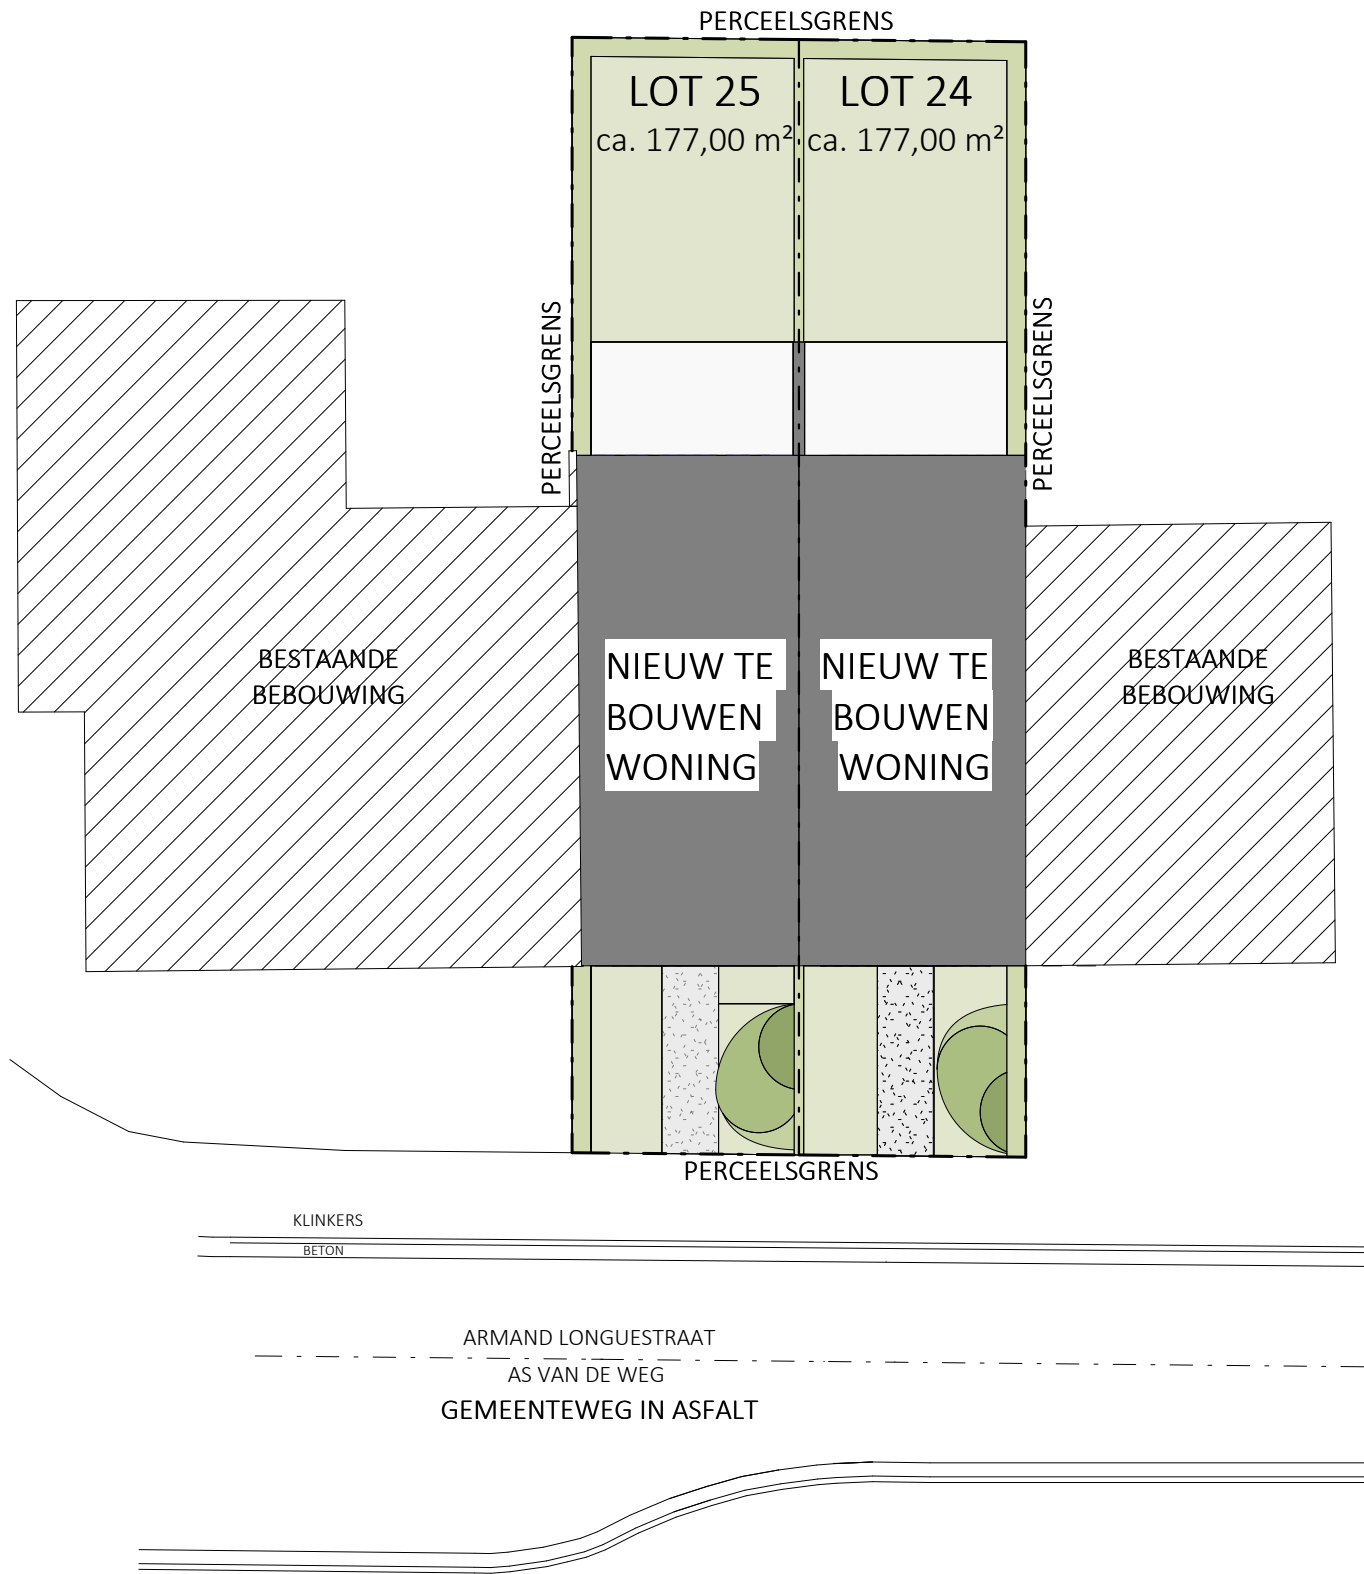 PERCEELSGRENS
LOT 25
ca. 177,00 m²
LOT 24
ca. 177,00 m²
PERCEELSGRENS
PERCEELSGRENS
BESTAANDE
BEBOUWING
NIEUW TE
BOUWEN
WONING
NIEUW TE
BOUWEN
WONING
BESTAANDE
BEBOUWING
PERCEELSGRENS
KLINKERS
BETON
ARMAND LONGUESTRAAT
AS VAN DE WEG
GEMEENTEWEG IN ASFALT